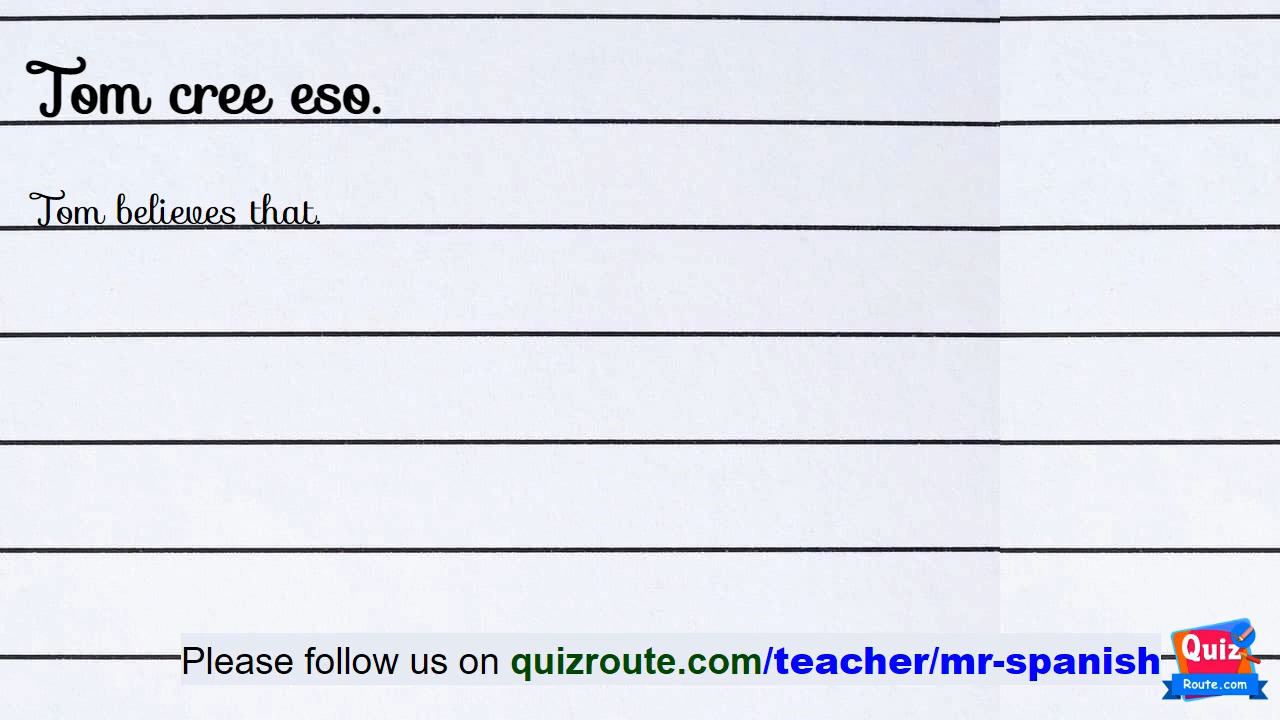 Tom cree eso.
Tom believes that.
Please follow us on quizroute.com/teacher/mr-spanish
Quiz
Route.com